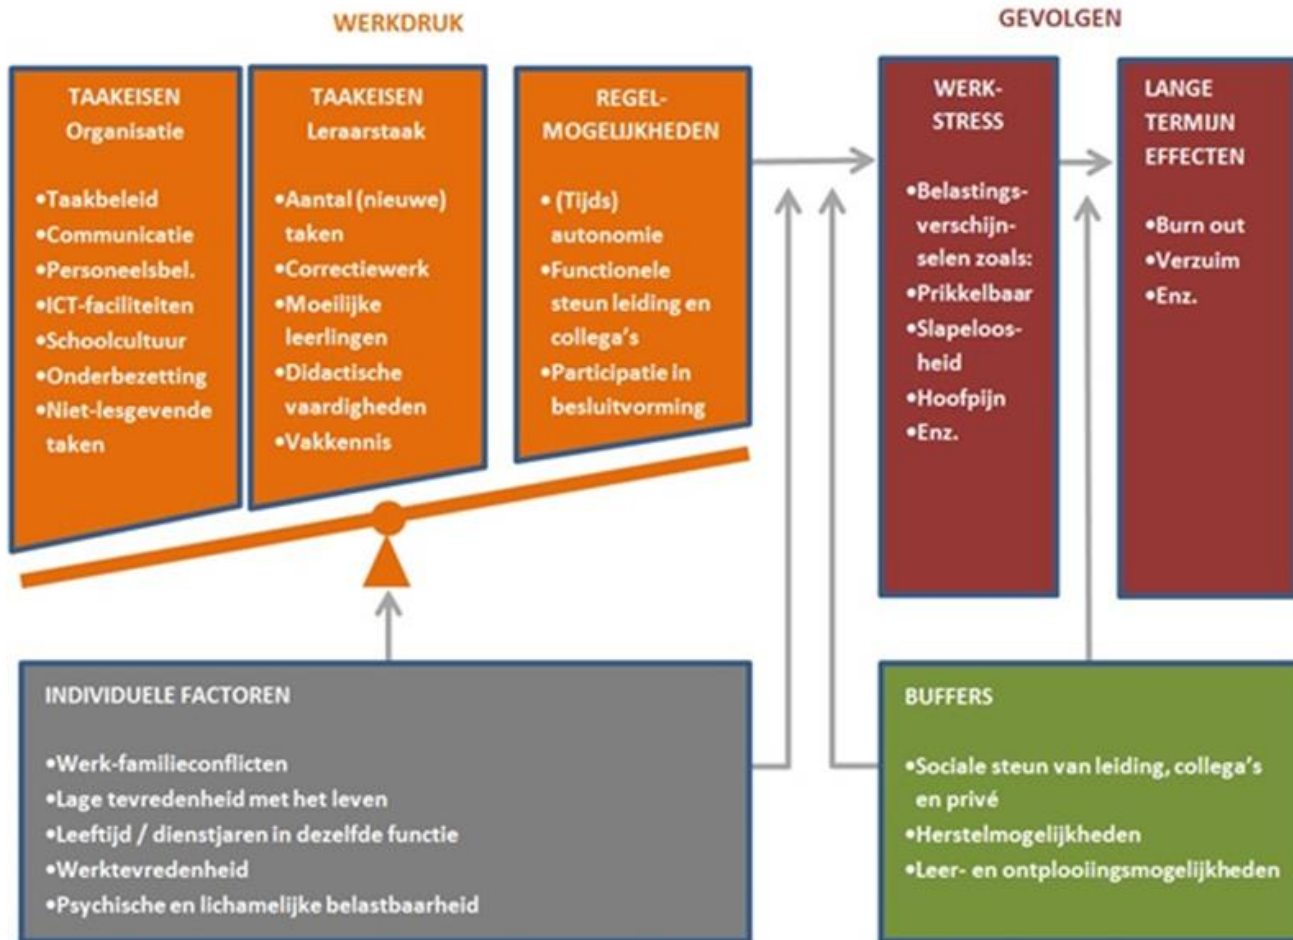 WERKDRUK
GEVOLGEN
TAAKEISEN
Organisatie
•Taakbeleid
•Communicatie
•Personeelsbel.
•ICT-faciliteiten
•Schoolcultuur
•Onderbezetting
•Niet-lesgevende
taken
TAAKEISEN
Leraarstaak
•Aantal (nieuwe)
taken
•Correctiewerk
•Moeilijke
leerlingen
•Didactische
vaardigheden
•Vakkennis
REGEL-
MOGELIJKHEDEN
• (Tijds)
autonomie
•Functionele
steun leiding en
collega's
•Participatie in
besluitvorming
WERK-
STRESS
•Belastings-
verschijn-
selen zoals:
•Prikkelbaar
•Slapeloos-
heid
•Hoofpijn
•Enz.
LANGE
TERMIJN
EFFECTEN
•Burn out
•Verzuim
•Enz.
INDIVIDUELE FACTOREN
•Werk-familieconflicten
•Lage tevredenheid met het leven
•Leeftijd / dienstjaren in dezelfde functie
•Werktevredenheid
•Psychische en lichamelijke belastbaarheid
BUFFERS
•Sociale steun van leiding, collega's
en privé
•Herstelmogelijkheden
•Leer- en ontplooiingsmogelijkheden